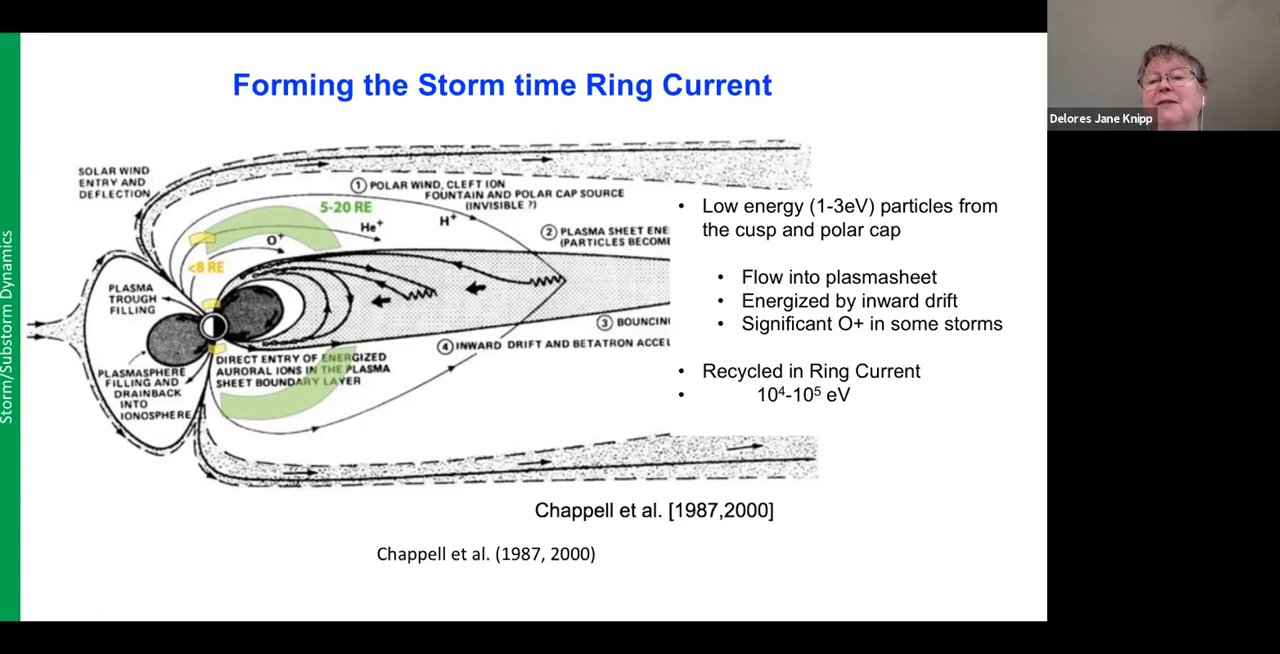 Forming the Storm time Ring Current
Delores Jane Knipp
Storm/Substorm Dynamics
SOLAR WIND
ENTRY AND
DEFLECTION
① POLAR WIND, CLEFT ION
FOUNTAIN AND POLAR CAP SOURCE
(INVISIBLE ?)
5-20 RE
H⁺
He⁺
O⁺
② PLASMA SHEET ENE
(PARTICLES BECOME
<8 RE
PLASMA
TROUGH
FILLING
③ BOUNCING
④ INWARD DRIFT AND BETATRON ACCEL
DIRECT ENTRY OF ENERGIZED
AURORAL IONS IN THE PLASMA
SHEET BOUNDARY LAYER
PLASMASPHERE
FILLING AND
DRAINBACK
INTO
IONOSPHERE
• Low energy (1-3eV) particles from
the cusp and polar cap
• Flow into plasmasheet
• Energized by inward drift
• Significant O+ in some storms
• Recycled in Ring Current
• 10⁴-10⁵ eV
Chappell et al. [1987,2000]
Chappell et al. (1987, 2000)